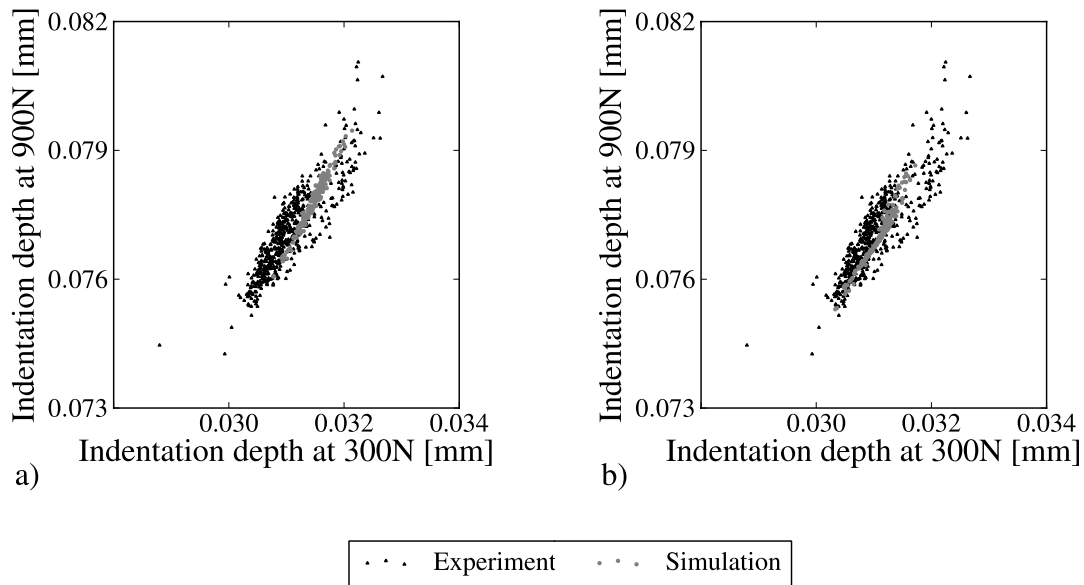 0.082
0.079
0.076
0.073
Indentation depth at 900N [mm]
0.030 0.032 0.034
Indentation depth at 300N [mm]
a)
0.082
0.079
0.076
0.073
Indentation depth at 900N [mm]
0.030 0.032 0.034
Indentation depth at 300N [mm]
b)
Experiment Simulation